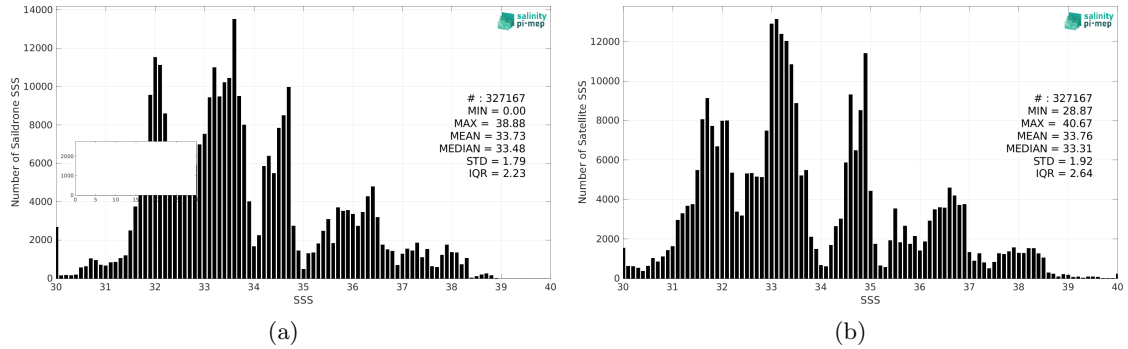 14000
12000
10000
8000
6000
4000
2000
0
Number of Saildrone SSS
2000
1000
0
0 5 10 15
30 31 32 33 34 35 36 37 38 39 40
SSS
salinity
pi-mep
# : 327167
MIN = 0.00
MAX = 38.88
MEAN = 33.73
MEDIAN = 33.48
STD = 1.79
IQR = 2.23
(a)
12000
10000
8000
6000
4000
2000
0
Number of Satellite SSS
30 31 32 33 34 35 36 37 38 39 40
SSS
salinity
pi-mep
# : 327167
MIN = 28.87
MAX = 40.67
MEAN = 33.76
MEDIAN = 33.31
STD = 1.92
IQR = 2.64
(b)